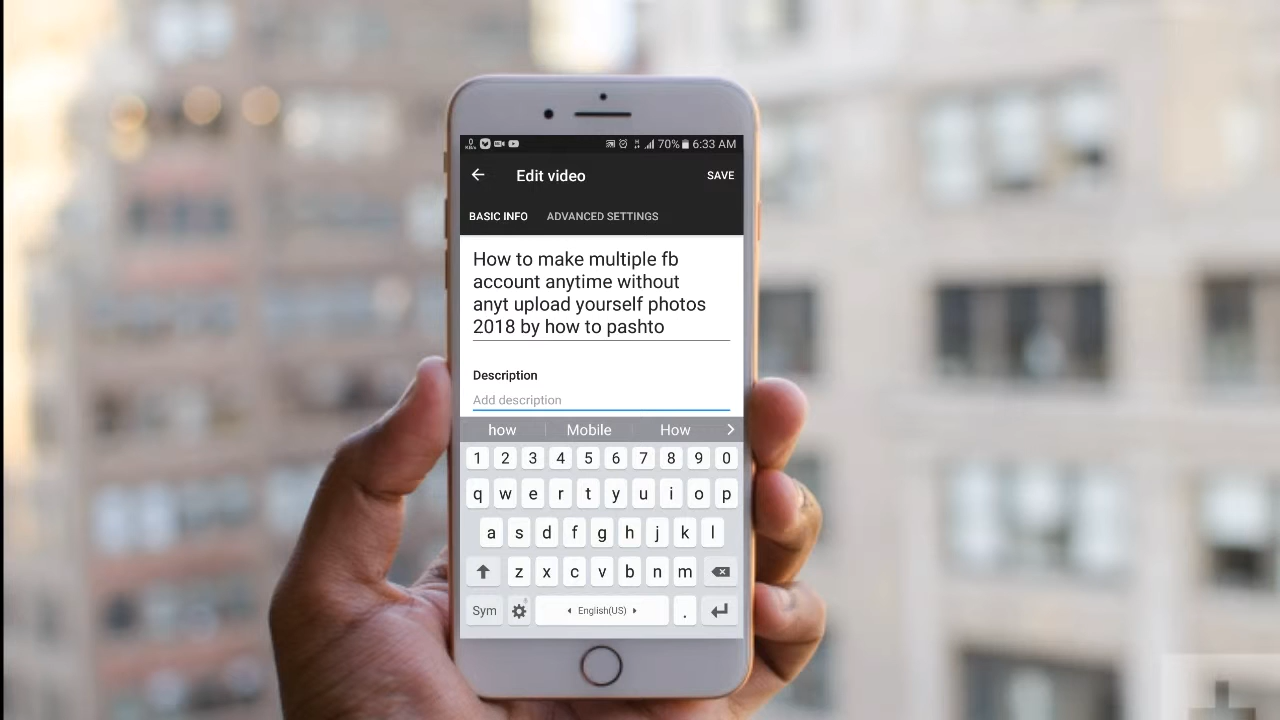 0
KB/s
70% 6:33 AM
Edit video
SAVE
BASIC INFO ADVANCED SETTINGS
How to make multiple fb
account anytime without
anyt upload yourself photos
2018 by how to pashto
Description
Add description
how Mobile How
1 2 3 4 5 6 7 8 9 0
q w e r t y u i o p
a s d f g h j k l
z x c v b n m
Sym English(US) .